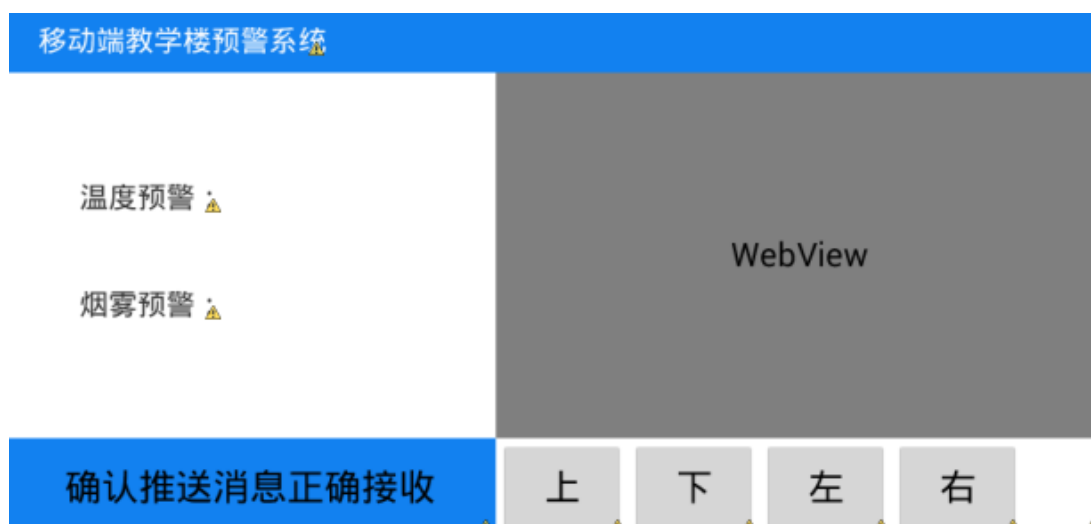 移动端教学楼预警系统
温度预警：
烟雾预警：
WebView
确认推送消息正确接收
上 下 左 右